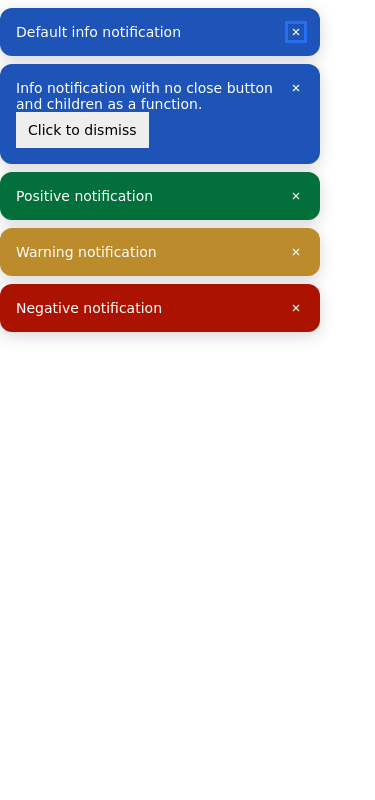 Default info notification ×
Info notification with no close button ×
and children as a function.
Click to dismiss
Positive notification ×
Warning notification ×
Negative notification ×